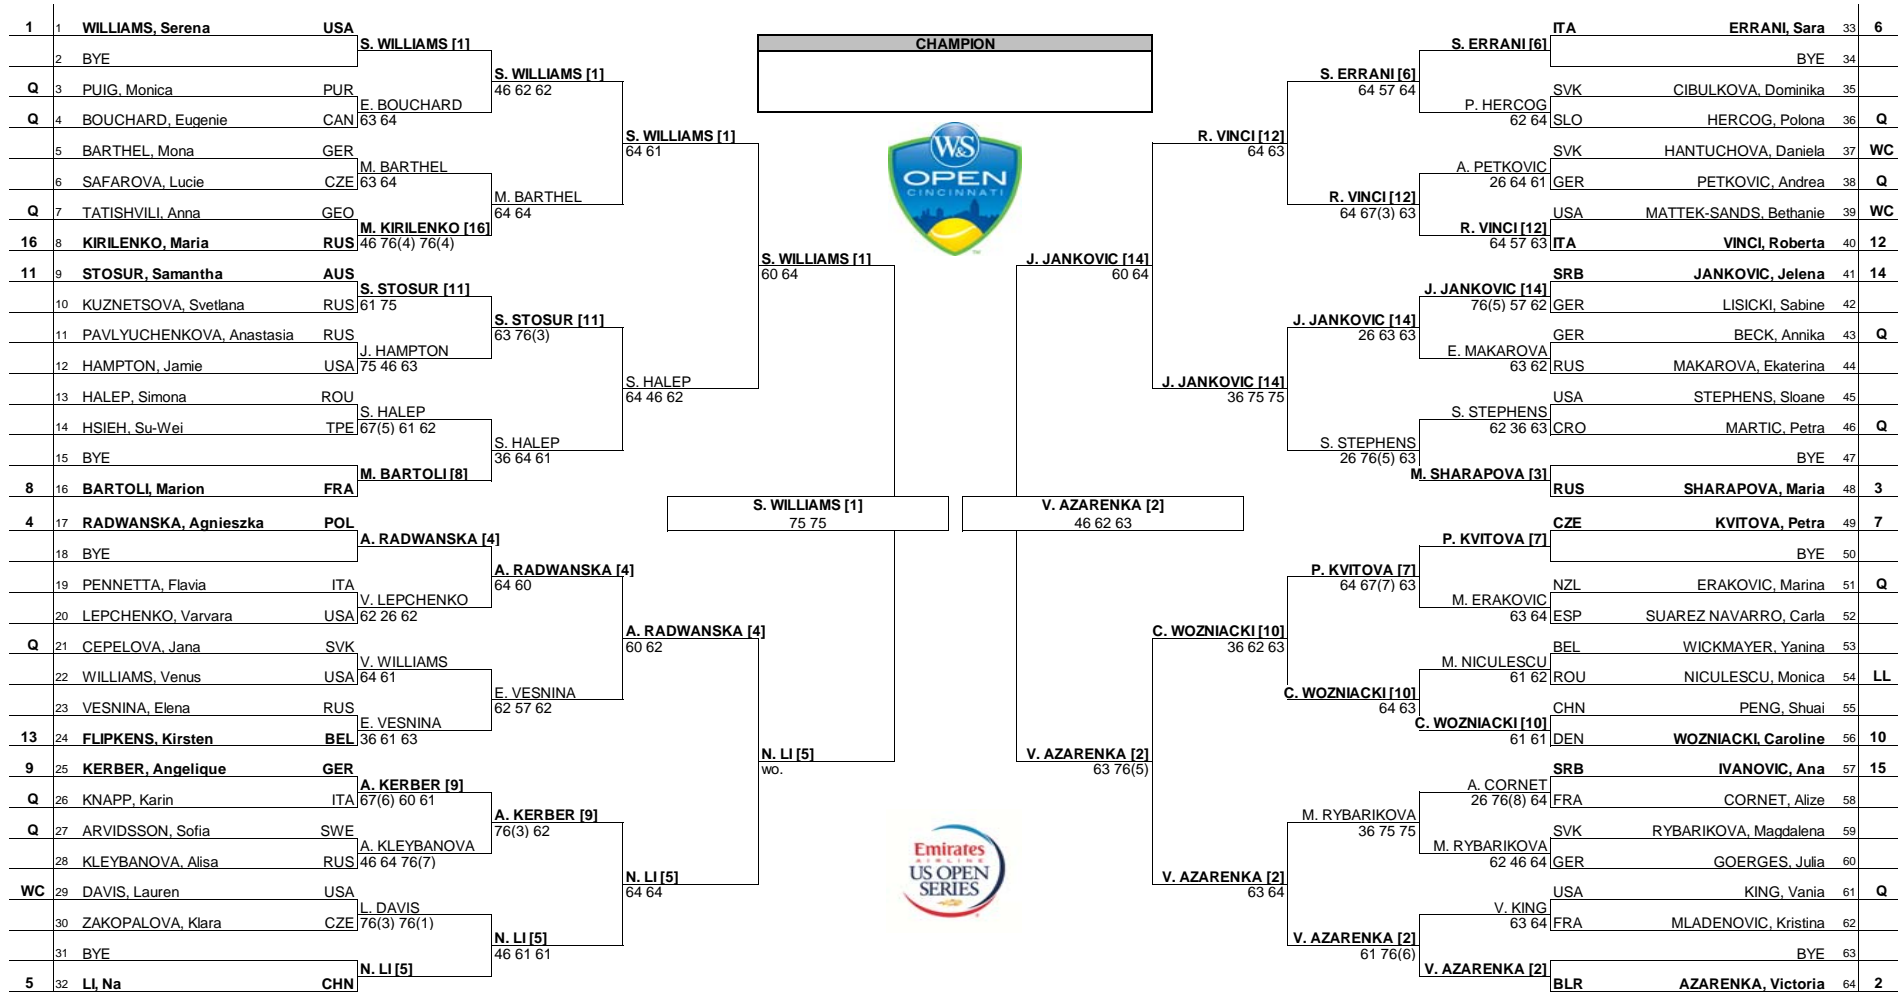 1 1 WILLIAMS, Serena USA
2 BYE
Q 3 PUIG, Monica PUR
Q 4 BOUCHARD, Eugenie CAN
5 BARTHEL, Mona GER
6 SAFAROVA, Lucie CZE
Q 7 TATISHVILI, Anna GEO
16 8 KIRILENKO, Maria RUS
11 9 STOSUR, Samantha AUS
10 KUZNETSOVA, Svetlana RUS
11 PAVLYUCHENKOVA, Anastasia RUS
12 HAMPTON, Jamie USA
13 HALEP, Simona ROU
14 HSIEH, Su-Wei TPE
15 BYE
8 16 BARTOLI, Marion FRA
4 17 RADWANSKA, Agnieszka POL
18 BYE
19 PENNETTA, Flavia ITA
20 LEPCHENKO, Varvara USA
Q 21 CEPELOVA, Jana SVK
22 WILLIAMS, Venus USA
23 VESNINA, Elena RUS
13 24 FLIPKENS, Kirsten BEL
9 25 KERBER, Angelique GER
Q 26 KNAPP, Karin ITA
Q 27 ARVIDSSON, Sofia SWE
28 KLEYBANOVA, Alisa RUS
WC 29 DAVIS, Lauren USA
30 ZAKOPALOVA, Klara CZE
31 BYE
5 32 LI, Na CHN
S. WILLIAMS [1]
E. BOUCHARD
63 64
M. BARTHEL
63 64
M. KIRILENKO [16]
46 76(4) 76(4)
S. STOSUR [11]
61 75
J. HAMPTON
75 46 63
S. HALEP
67(5) 61 62
M. BARTOLI [8]
A. RADWANSKA [4]
V. LEPCHENKO
62 26 62
V. WILLIAMS
64 61
E. VESNINA
36 61 63
A. KERBER [9]
67(6) 60 61
A. KLEYBANOVA
46 64 76(7)
L. DAVIS
76(3) 76(1)
N. LI [5]
S. WILLIAMS [1]
46 62 62
M. BARTHEL
64 64
S. STOSUR [11]
63 76(3)
S. HALEP
36 64 61
A. RADWANSKA [4]
64 60
E. VESNINA
62 57 62
A. KERBER [9]
76(3) 62
N. LI [5]
46 61 61
S. WILLIAMS [1]
64 61
S. HALEP
64 46 62
A. RADWANSKA [4]
60 62
N. LI [5]
64 64
S. WILLIAMS [1]
60 64
N. LI [5]
wo.
S. WILLIAMS [1]
75 75
CHAMPION
W&S
OPEN
CINCINNATI
TM
Emirates
AIRLINE
US OPEN
SERIES
V. AZARENKA [2]
46 62 63
J. JANKOVIC [14]
60 64
V. AZARENKA [2]
63 76(5)
R. VINCI [12]
64 63
J. JANKOVIC [14]
36 75 75
C. WOZNIACKI [10]
36 62 63
V. AZARENKA [2]
63 64
S. ERRANI [6]
64 57 64
R. VINCI [12]
64 67(3) 63
J. JANKOVIC [14]
26 63 63
S. STEPHENS
26 76(5) 63
P. KVITOVA [7]
64 67(7) 63
C. WOZNIACKI [10]
64 63
M. RYBARIKOVA
36 75 75
V. AZARENKA [2]
61 76(6)
S. ERRANI [6]
P. HERCOG
62 64
A. PETKOVIC
26 64 61
R. VINCI [12]
64 57 63
J. JANKOVIC [14]
76(5) 57 62
E. MAKAROVA
63 62
S. STEPHENS
62 36 63
M. SHARAPOVA [3]
P. KVITOVA [7]
M. ERAKOVIC
63 64
M. NICULESCU
61 62
C. WOZNIACKI [10]
61 61
A. CORNET
26 76(8) 64
M. RYBARIKOVA
62 46 64
V. KING
63 64
V. AZARENKA [2]
ITA ERRANI, Sara 33 6
BYE 34
SVK CIBULKOVA, Dominika 35
SLO HERCOG, Polona 36 Q
SVK HANTUCHOVA, Daniela 37 WC
GER PETKOVIC, Andrea 38 Q
USA MATTEK-SANDS, Bethanie 39 WC
ITA VINCI, Roberta 40 12
SRB JANKOVIC, Jelena 41 14
GER LISICKI, Sabine 42
GER BECK, Annika 43 Q
RUS MAKAROVA, Ekaterina 44
USA STEPHENS, Sloane 45
CRO MARTIC, Petra 46 Q
BYE 47
RUS SHARAPOVA, Maria 48 3
CZE KVITOVA, Petra 49 7
BYE 50
NZL ERAKOVIC, Marina 51 Q
ESP SUAREZ NAVARRO, Carla 52
BEL WICKMAYER, Yanina 53
ROU NICULESCU, Monica 54 LL
CHN PENG, Shuai 55
DEN WOZNIACKI, Caroline 56 10
SRB IVANOVIC, Ana 57 15
FRA CORNET, Alize 58
SVK RYBARIKOVA, Magdalena 59
GER GOERGES, Julia 60
USA KING, Vania 61 Q
FRA MLADENOVIC, Kristina 62
BYE 63
BLR AZARENKA, Victoria 64 2